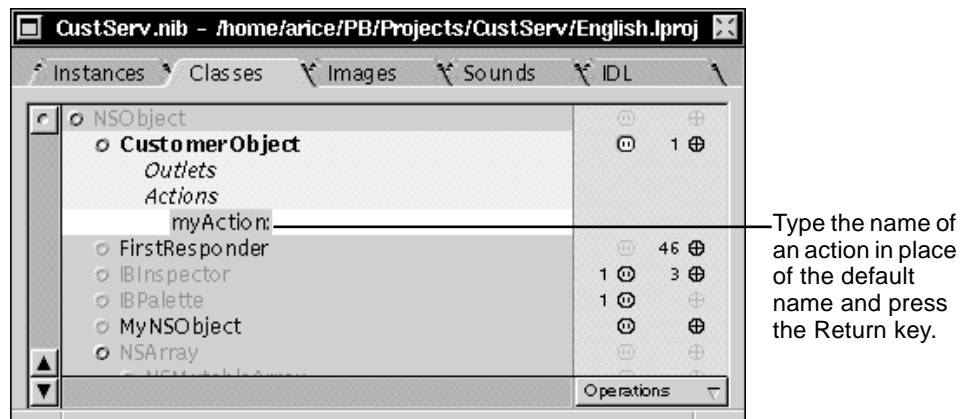 CustServ.nib – /home/arice/PB/Projects/CustServ/English.lproj
Instances Classes Images Sounds IDL
NSObject
CustomerObject 1
Outlets
Actions
myAction:
FirstResponder 46
IBInspector 1 3
IBPalette 1
MyNSObject
NSArray
NSMutableArray
Operations
Type the name of
an action in place
of the default
name and press
the Return key.